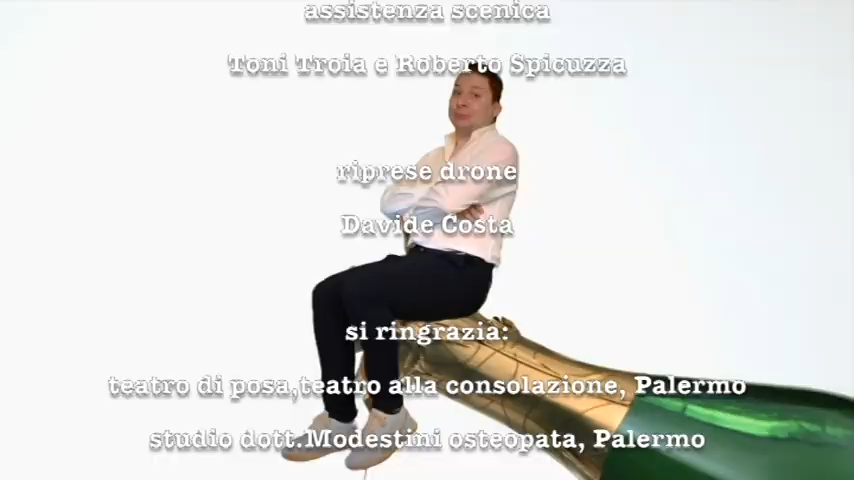 assistenza scenica
Toni Troia e Roberto Spicuzza
riprese drone
Davide Costa
si ringrazia:
teatro di posa,teatro alla consolazione, Palermo
studio dott.Modestini osteopata, Palermo